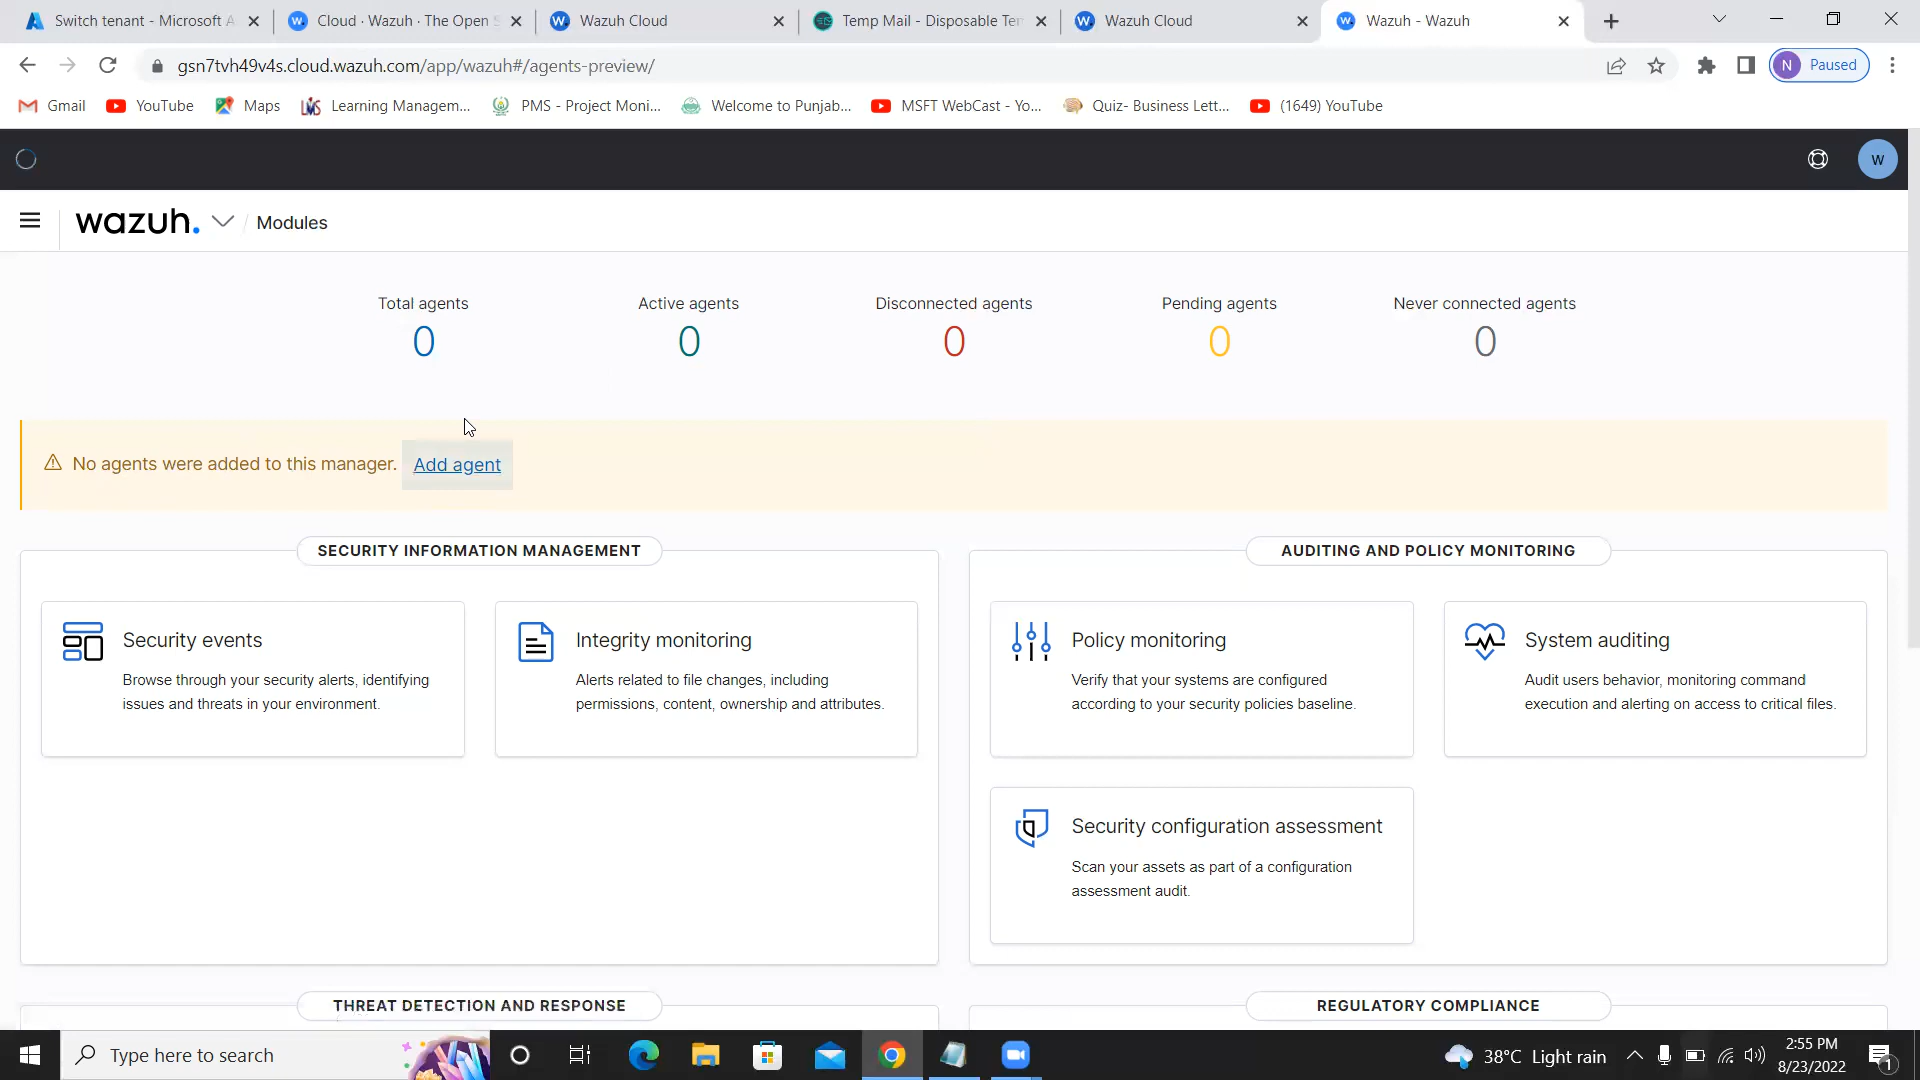 Switch tenant - Microsoft A
Cloud · Wazuh · The Open S
Wazuh Cloud
Temp Mail - Disposable Tem
Wazuh Cloud
Wazuh - Wazuh
gsn7tvh49v4s.cloud.wazuh.com/app/wazuh#/agents-preview/
N Paused
Gmail
YouTube
Maps
Learning Managem...
PMS - Project Moni...
Welcome to Punjab...
MSFT WebCast - Yo...
Quiz- Business Lett...
(1649) YouTube
W
wazuh. / Modules
Total agents
0
Active agents
0
Disconnected agents
0
Pending agents
0
Never connected agents
0
No agents were added to this manager. Add agent
SECURITY INFORMATION MANAGEMENT
Security events
Browse through your security alerts, identifying
issues and threats in your environment.
Integrity monitoring
Alerts related to file changes, including
permissions, content, ownership and attributes.
AUDITING AND POLICY MONITORING
Policy monitoring
Verify that your systems are configured
according to your security policies baseline.
System auditing
Audit users behavior, monitoring command
execution and alerting on access to critical files.
Security configuration assessment
Scan your assets as part of a configuration
assessment audit.
THREAT DETECTION AND RESPONSE
REGULATORY COMPLIANCE
Type here to search
38°C Light rain
2:55 PM
8/23/2022
1